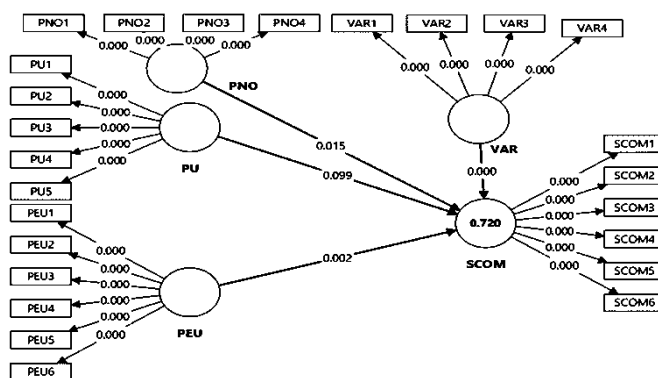 PNO1 PNO2 PNO3 PNO4
0.000 0.000 0.000 0.000
PNO
VAR1 VAR2 VAR3 VAR4
0.000 0.000 0.000 0.000
VAR
PU1
PU2
PU3
PU4
PU5
0.000
0.000
0.000
0.000
0.000
PU
PEU1
PEU2
PEU3
PEU4
PEU5
PEU6
0.000
0.000
0.000
0.000
0.000
0.000
PEU
0.015
0.099
0.002
0.000
0.720
SCOM
0.000
0.000
0.000
0.000
0.000
0.000
SCOM1
SCOM2
SCOM3
SCOM4
SCOM5
SCOM6